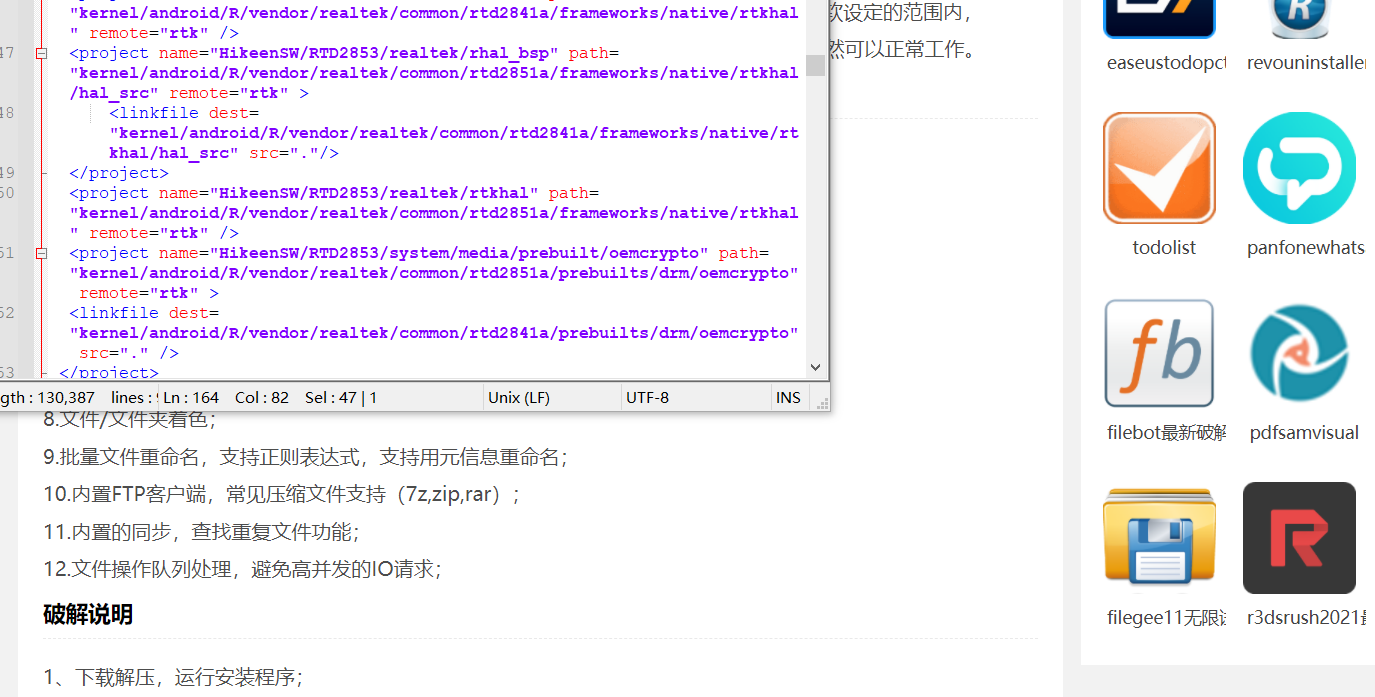 "kernel/android/R/vendor/realtek/common/rtd2841a/frameworks/native/rtkhal
" remote="rtk" />
47 <project name="HikeenSW/RTD2853/realtek/rhal_bsp" path=
"kernel/android/R/vendor/realtek/common/rtd2851a/frameworks/native/rtkhal
/hal_src" remote="rtk" >
48 <linkfile dest=
"kernel/android/R/vendor/realtek/common/rtd2841a/frameworks/native/rt
khal/hal_src" src="."/>
49 </project>
50 <project name="HikeenSW/RTD2853/realtek/rtkhal" path=
"kernel/android/R/vendor/realtek/common/rtd2851a/frameworks/native/rtkhal
" remote="rtk" />
51 <project name="HikeenSW/RTD2853/system/media/prebuilt/oemcrypto" path=
"kernel/android/R/vendor/realtek/common/rtd2851a/prebuilts/drm/oemcrypto"
remote="rtk" >
52 <linkfile dest=
"kernel/android/R/vendor/realtek/common/rtd2841a/prebuilts/drm/oemcrypto"
src="." />
53 </project>
gth : 130,387 lines : Ln : 164 Col : 82 Sel : 47 | 1 Unix (LF) UTF-8 INS
软设定的范围内，
然可以正常工作。
8.文件/文件夹着色；
9.批量文件重命名，支持正则表达式，支持用元信息重命名；
10.内置FTP客户端，常见压缩文件支持（7z,zip,rar）；
11.内置的同步，查找重复文件功能；
12.文件操作队列处理，避免高并发的IO请求；
破解说明
1、下载解压，运行安装程序；
easeustodopct
revouninstaller
todolist
panfonewhats
fb
filebot最新破解
pdfsamvisual
filegee11无限
R
r3dsrush2021